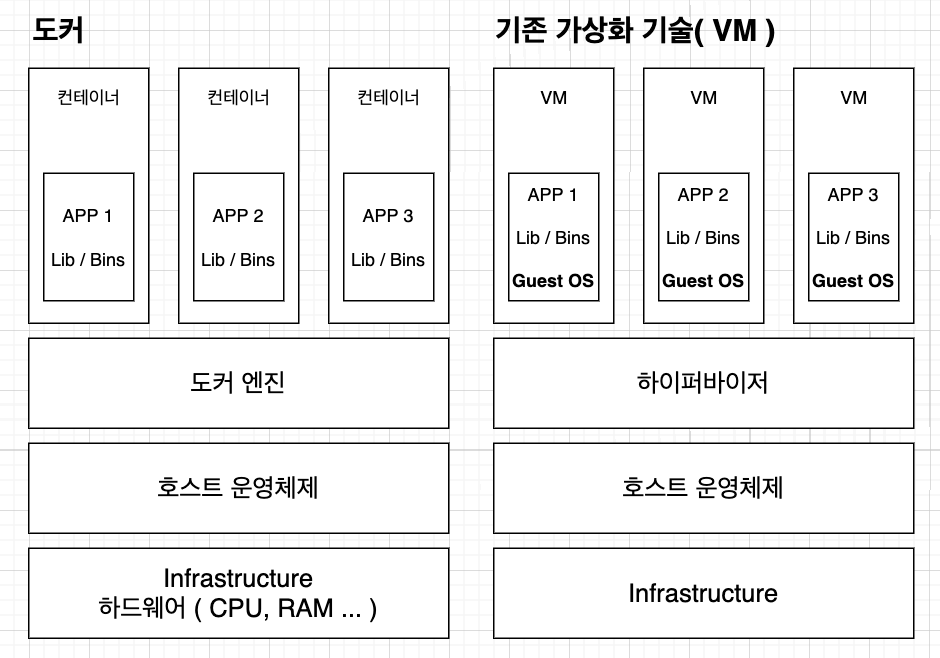 도커
컨테이너
APP 1
Lib / Bins
컨테이너
APP 2
Lib / Bins
컨테이너
APP 3
Lib / Bins
도커 엔진
호스트 운영체제
Infrastructure
하드웨어 ( CPU, RAM ... )
기존 가상화 기술( VM )
VM
APP 1
Lib / Bins
Guest OS
VM
APP 2
Lib / Bins
Guest OS
VM
APP 3
Lib / Bins
Guest OS
하이퍼바이저
호스트 운영체제
Infrastructure